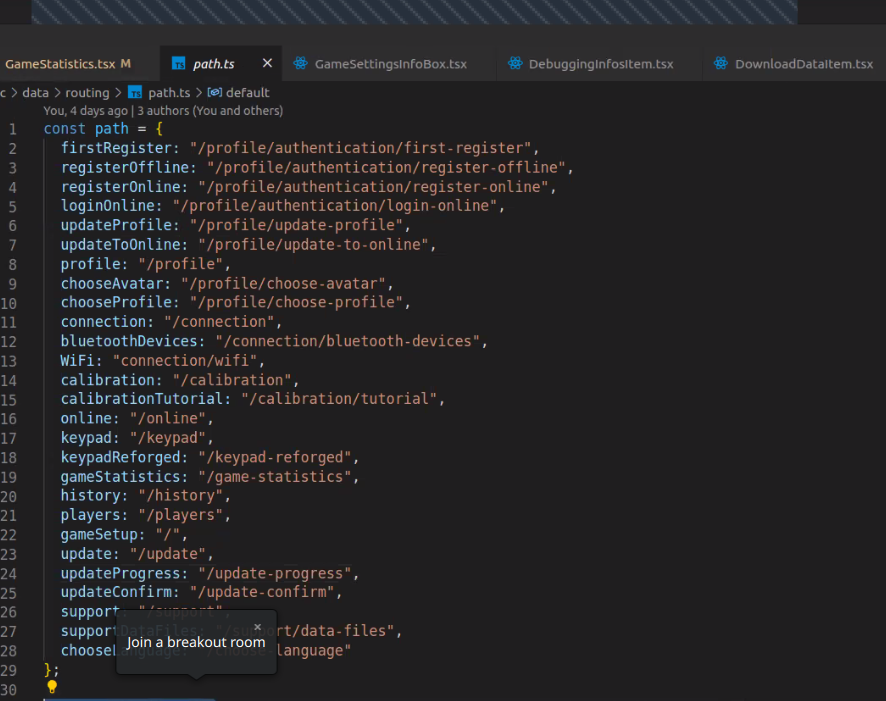 GameStatistics.tsx M
TS path.ts ×
GameSettingsInfoBox.tsx
DebuggingInfosItem.tsx
DownloadDataItem.tsx
c > data > routing > TS path.ts > default
You, 4 days ago | 3 authors (You and others)
1 const path = {
2 firstRegister: "/profile/authentication/first-register",
3 registerOffline: "/profile/authentication/register-offline",
4 registerOnline: "/profile/authentication/register-online",
5 loginOnline: "/profile/authentication/login-online",
6 updateProfile: "/profile/update-profile",
7 updateToOnline: "/profile/update-to-online",
8 profile: "/profile",
9 chooseAvatar: "/profile/choose-avatar",
10 chooseProfile: "/profile/choose-profile",
11 connection: "/connection",
12 bluetoothDevices: "/connection/bluetooth-devices",
13 WiFi: "connection/wifi",
14 calibration: "/calibration",
15 calibrationTutorial: "/calibration/tutorial",
16 online: "/online",
17 keypad: "/keypad",
18 keypadReforged: "/keypad-reforged",
19 gameStatistics: "/game-statistics",
20 history: "/history",
21 players: "/players",
22 gameSetup: "/",
23 update: "/update",
24 updateProgress: "/update-progress",
25 updateConfirm: "/update-confirm",
26 support: "/support",
27 supportDataFiles: "/support/data-files",
28 chooseLanguage: "/choose-language"
29 };
30
×
Join a breakout room